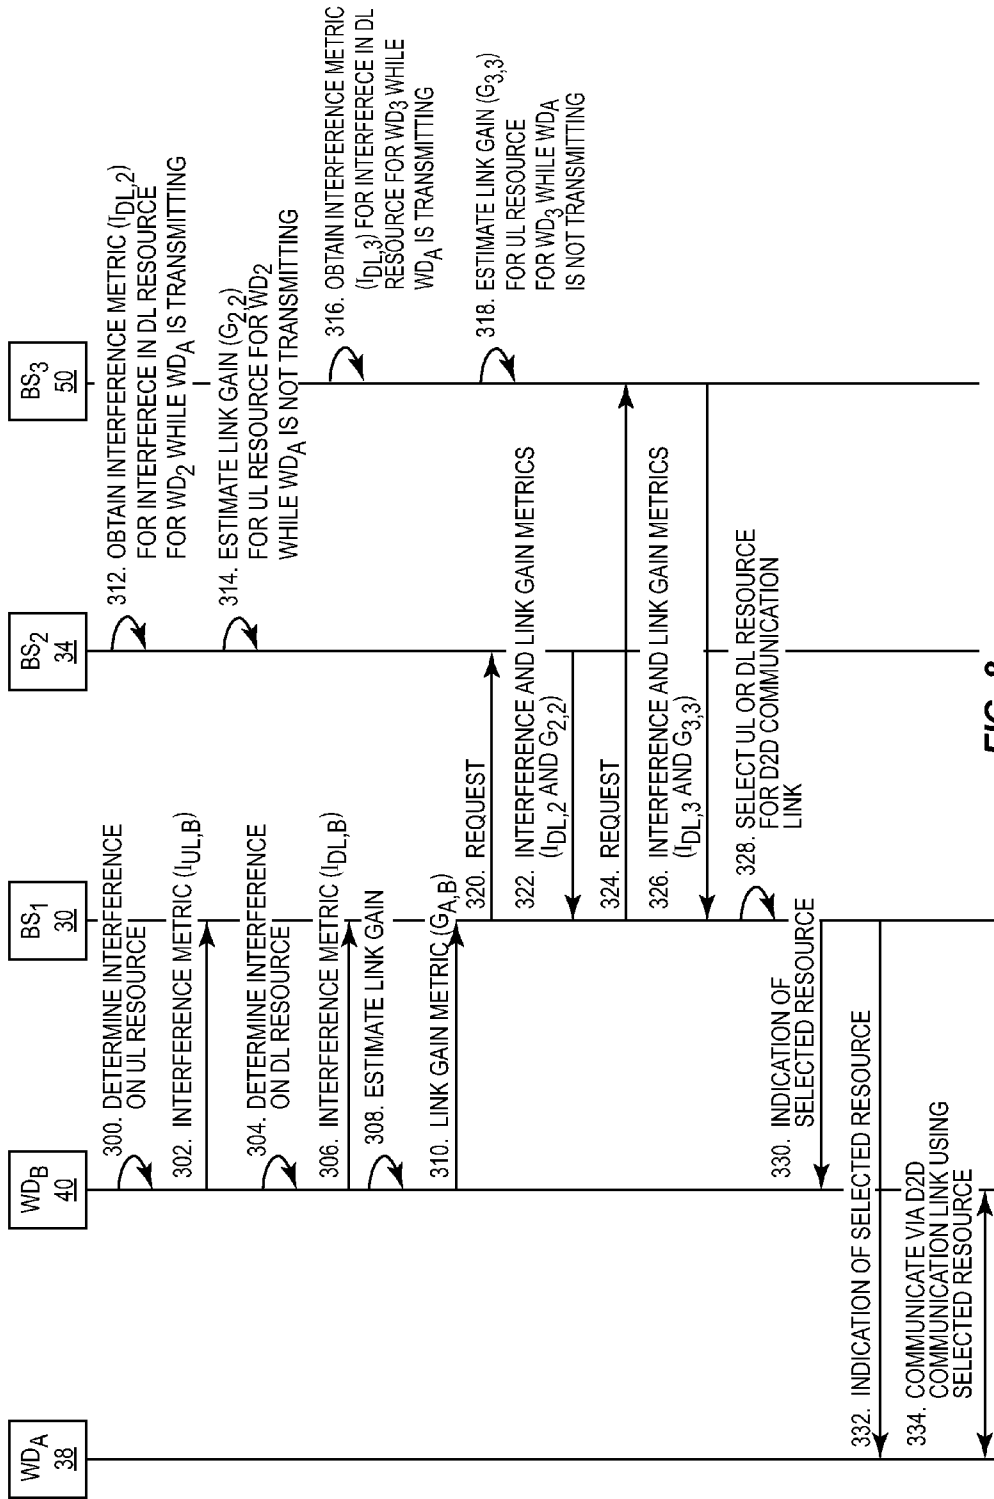 WDA
38
WDB
40
BS1
30
BS2
34
BS3
50
300. DETERMINE INTERFERENCE
ON UL RESOURCE
302. INTERFERENCE METRIC (IUL,B)
304. DETERMINE INTERFERENCE
ON DL RESOURCE
306. INTERFERENCE METRIC (IDL,B)
308. ESTIMATE LINK GAIN
310. LINK GAIN METRIC (GA,B)
312. OBTAIN INTERFERENCE METRIC (IDL,2)
FOR INTERFERECE IN DL RESOURCE
FOR WD2 WHILE WDA IS TRANSMITTING
314. ESTIMATE LINK GAIN (G2,2)
FOR UL RESOURCE FOR WD2
WHILE WDA IS NOT TRANSMITTING
316. OBTAIN INTERFERENCE METRIC
(IDL,3) FOR INTERFERECE IN DL
RESOURCE FOR WD3 WHILE
WDA IS TRANSMITTING
318. ESTIMATE LINK GAIN (G3,3)
FOR UL RESOURCE
FOR WD3 WHILE WDA
IS NOT TRANSMITTING
320. REQUEST
322. INTERFERENCE AND LINK GAIN METRICS
(IDL,2 AND G2,2)
324. REQUEST
326. INTERFERENCE AND LINK GAIN METRICS
(IDL,3 AND G3,3)
328. SELECT UL OR DL RESOURCE
FOR D2D COMMUNICATION
LINK
330. INDICATION OF
SELECTED RESOURCE
332. INDICATION OF SELECTED RESOURCE
334. COMMUNICATE VIA D2D
COMMUNICATION LINK USING
SELECTED RESOURCE
FIG.